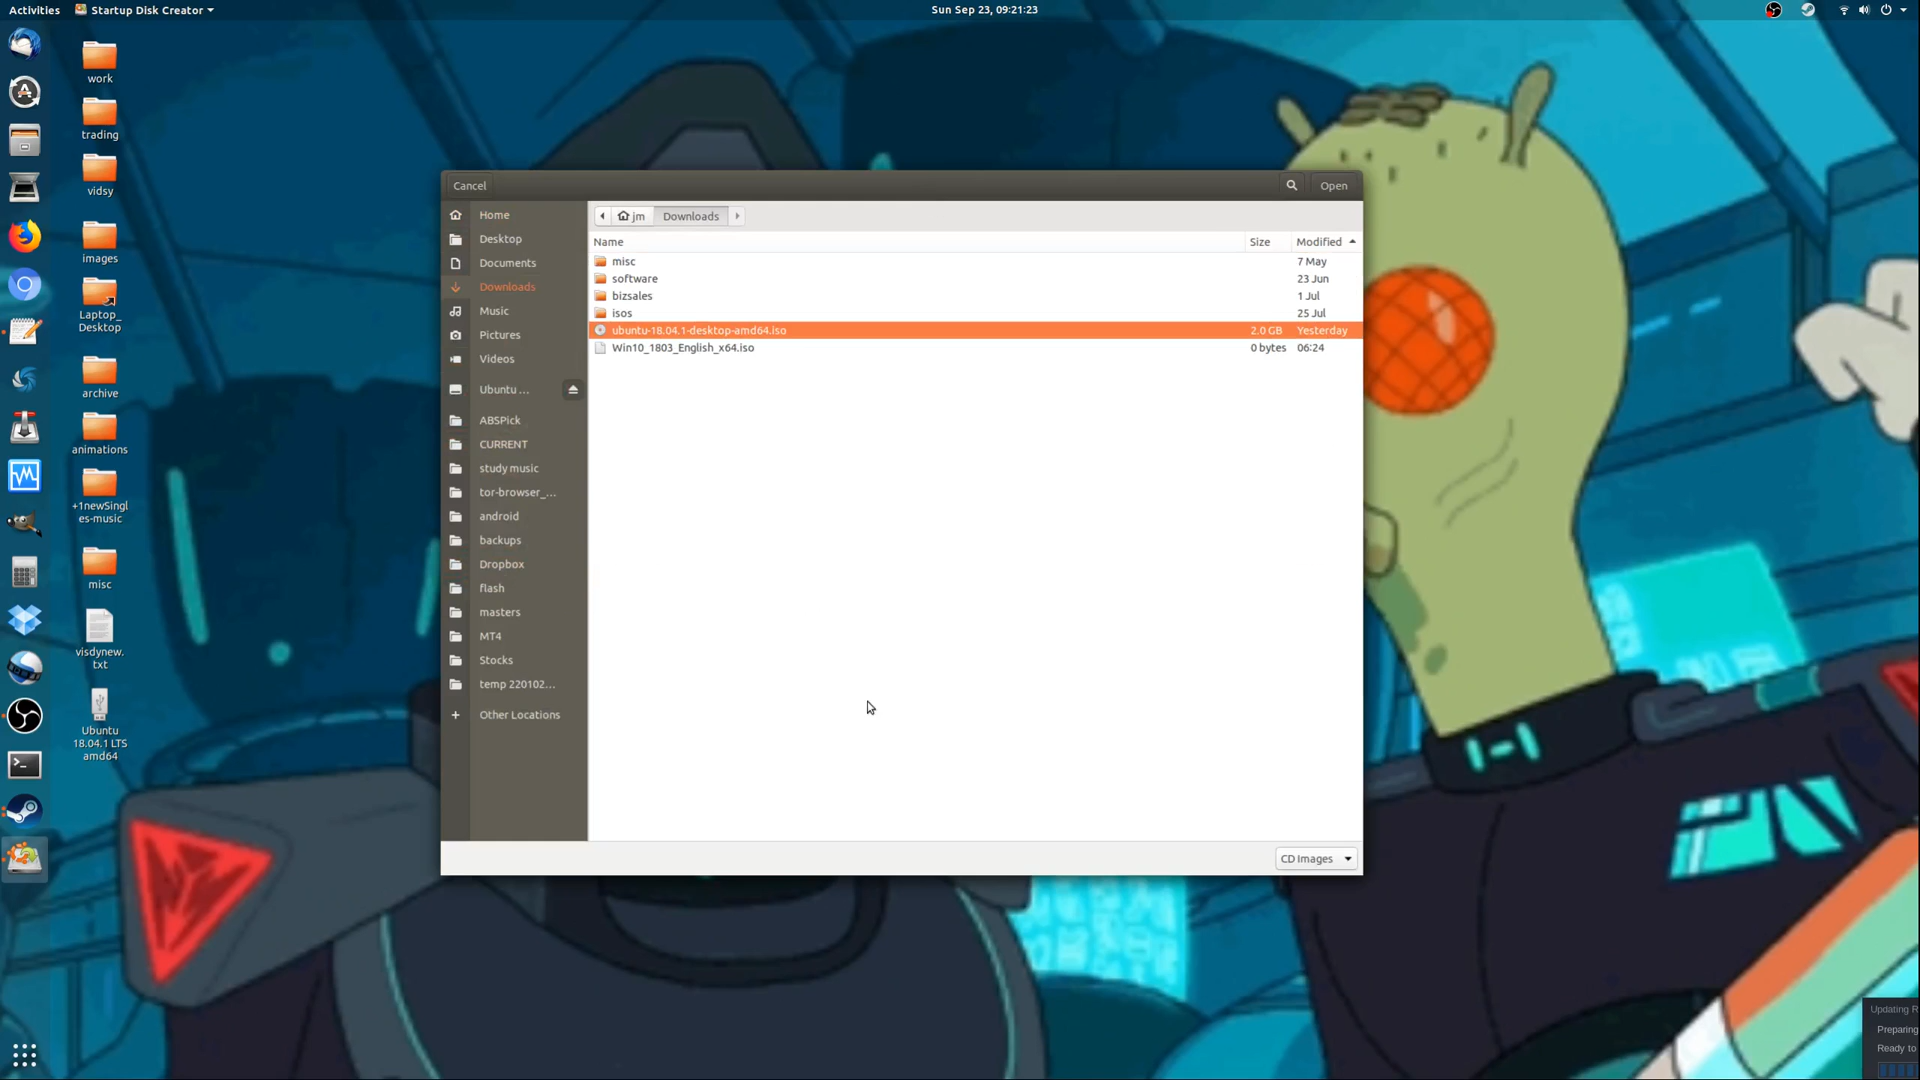 Activities
Startup Disk Creator
Sun Sep 23, 09:21:23
work
trading
vidsy
images
Laptop_
Desktop
archive
animations
+1newSingl
es-music
misc
visdynew.
txt
Ubuntu
18.04.1 LTS
amd64
Cancel
Open
Home
Desktop
Documents
Downloads
Music
Pictures
Videos
Ubuntu ...
ABSPick
CURRENT
study music
tor-browser_...
android
backups
Dropbox
flash
masters
MT4
Stocks
temp 220102...
Other Locations
jm Downloads
Name Size Modified
misc 7 May
software 23 Jun
bizsales 1 Jul
isos 25 Jul
ubuntu-18.04.1-desktop-amd64.iso 2.0 GB Yesterday
Win10_1803_English_x64.iso 0 bytes 06:24
CD Images
Updating R
Preparing
Ready to